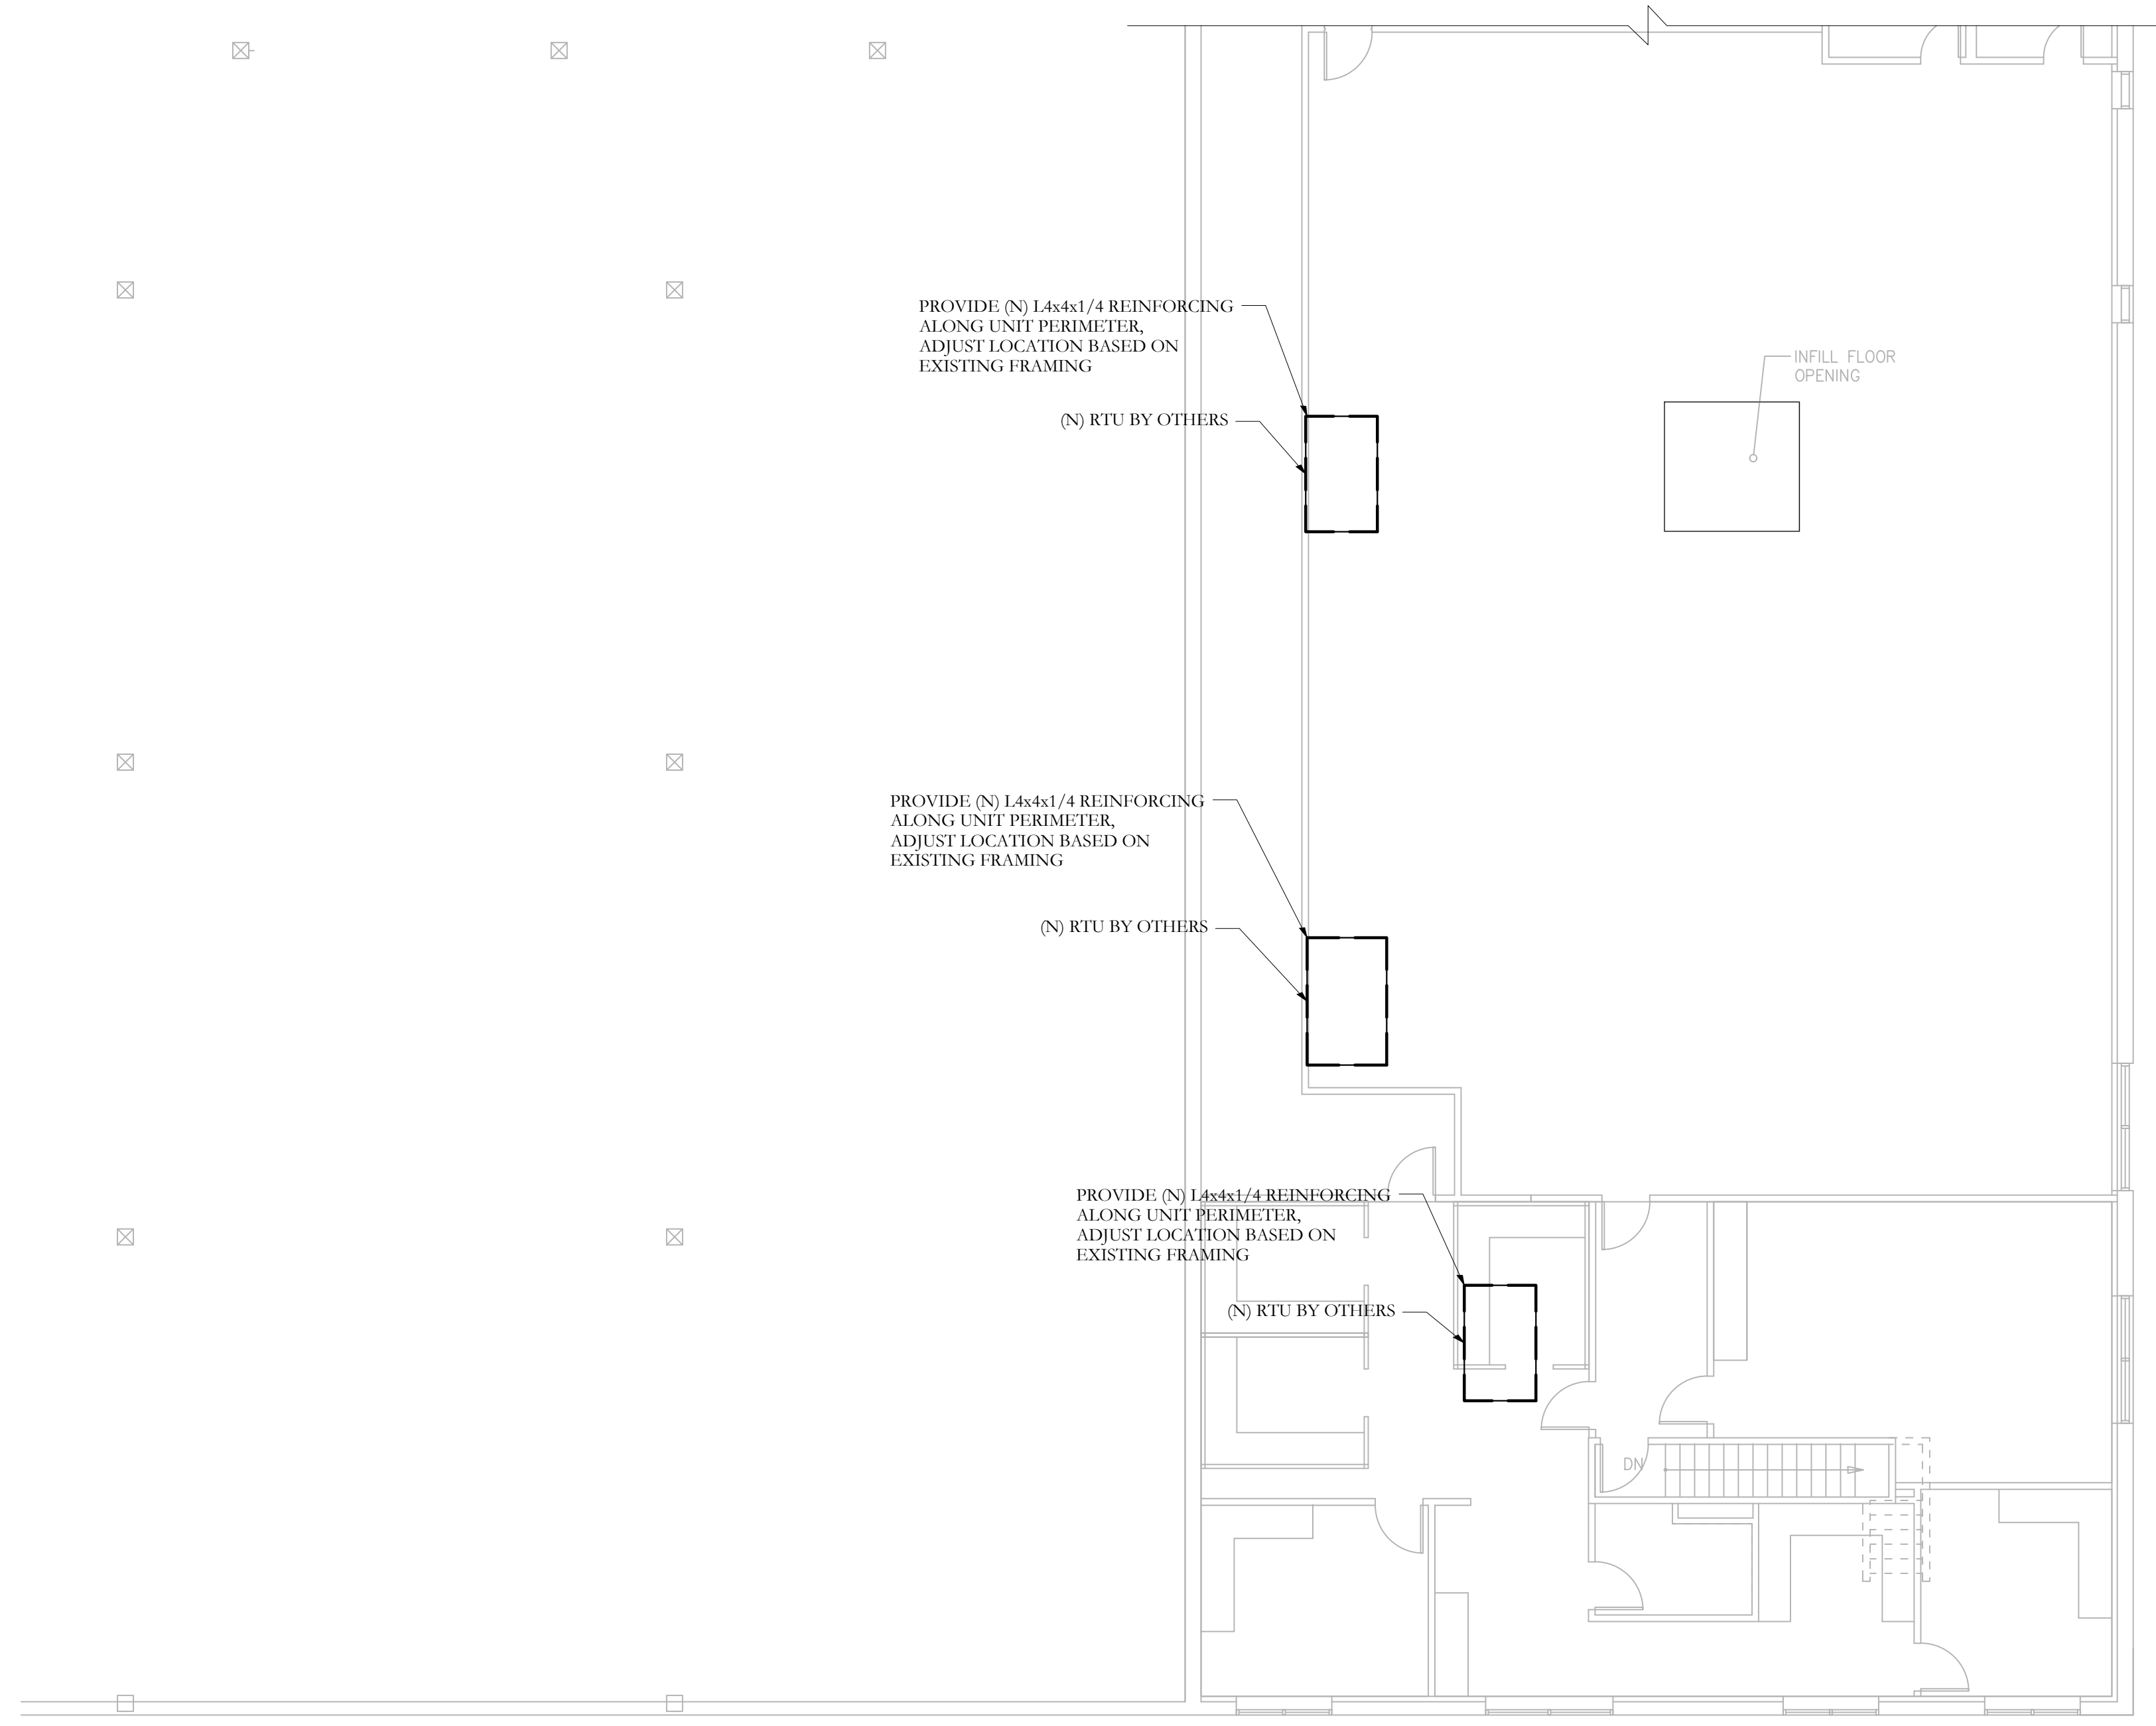 PROVIDE (N) L4x4x1/4 REINFORCING
ALONG UNIT PERIMETER,
ADJUST LOCATION BASED ON
EXISTING FRAMING
INFILL FLOOR
OPENING
(N) RTU BY OTHERS
PROVIDE (N) L4x4x1/4 REINFORCING
ALONG UNIT PERIMETER,
ADJUST LOCATION BASED ON
EXISTING FRAMING
(N) RTU BY OTHERS
PROVIDE (N) L4x4x1/4 REINFORCING
ALONG UNIT PERIMETER,
ADJUST LOCATION BASED ON
EXISTING FRAMING
(N) RTU BY OTHERS
DN